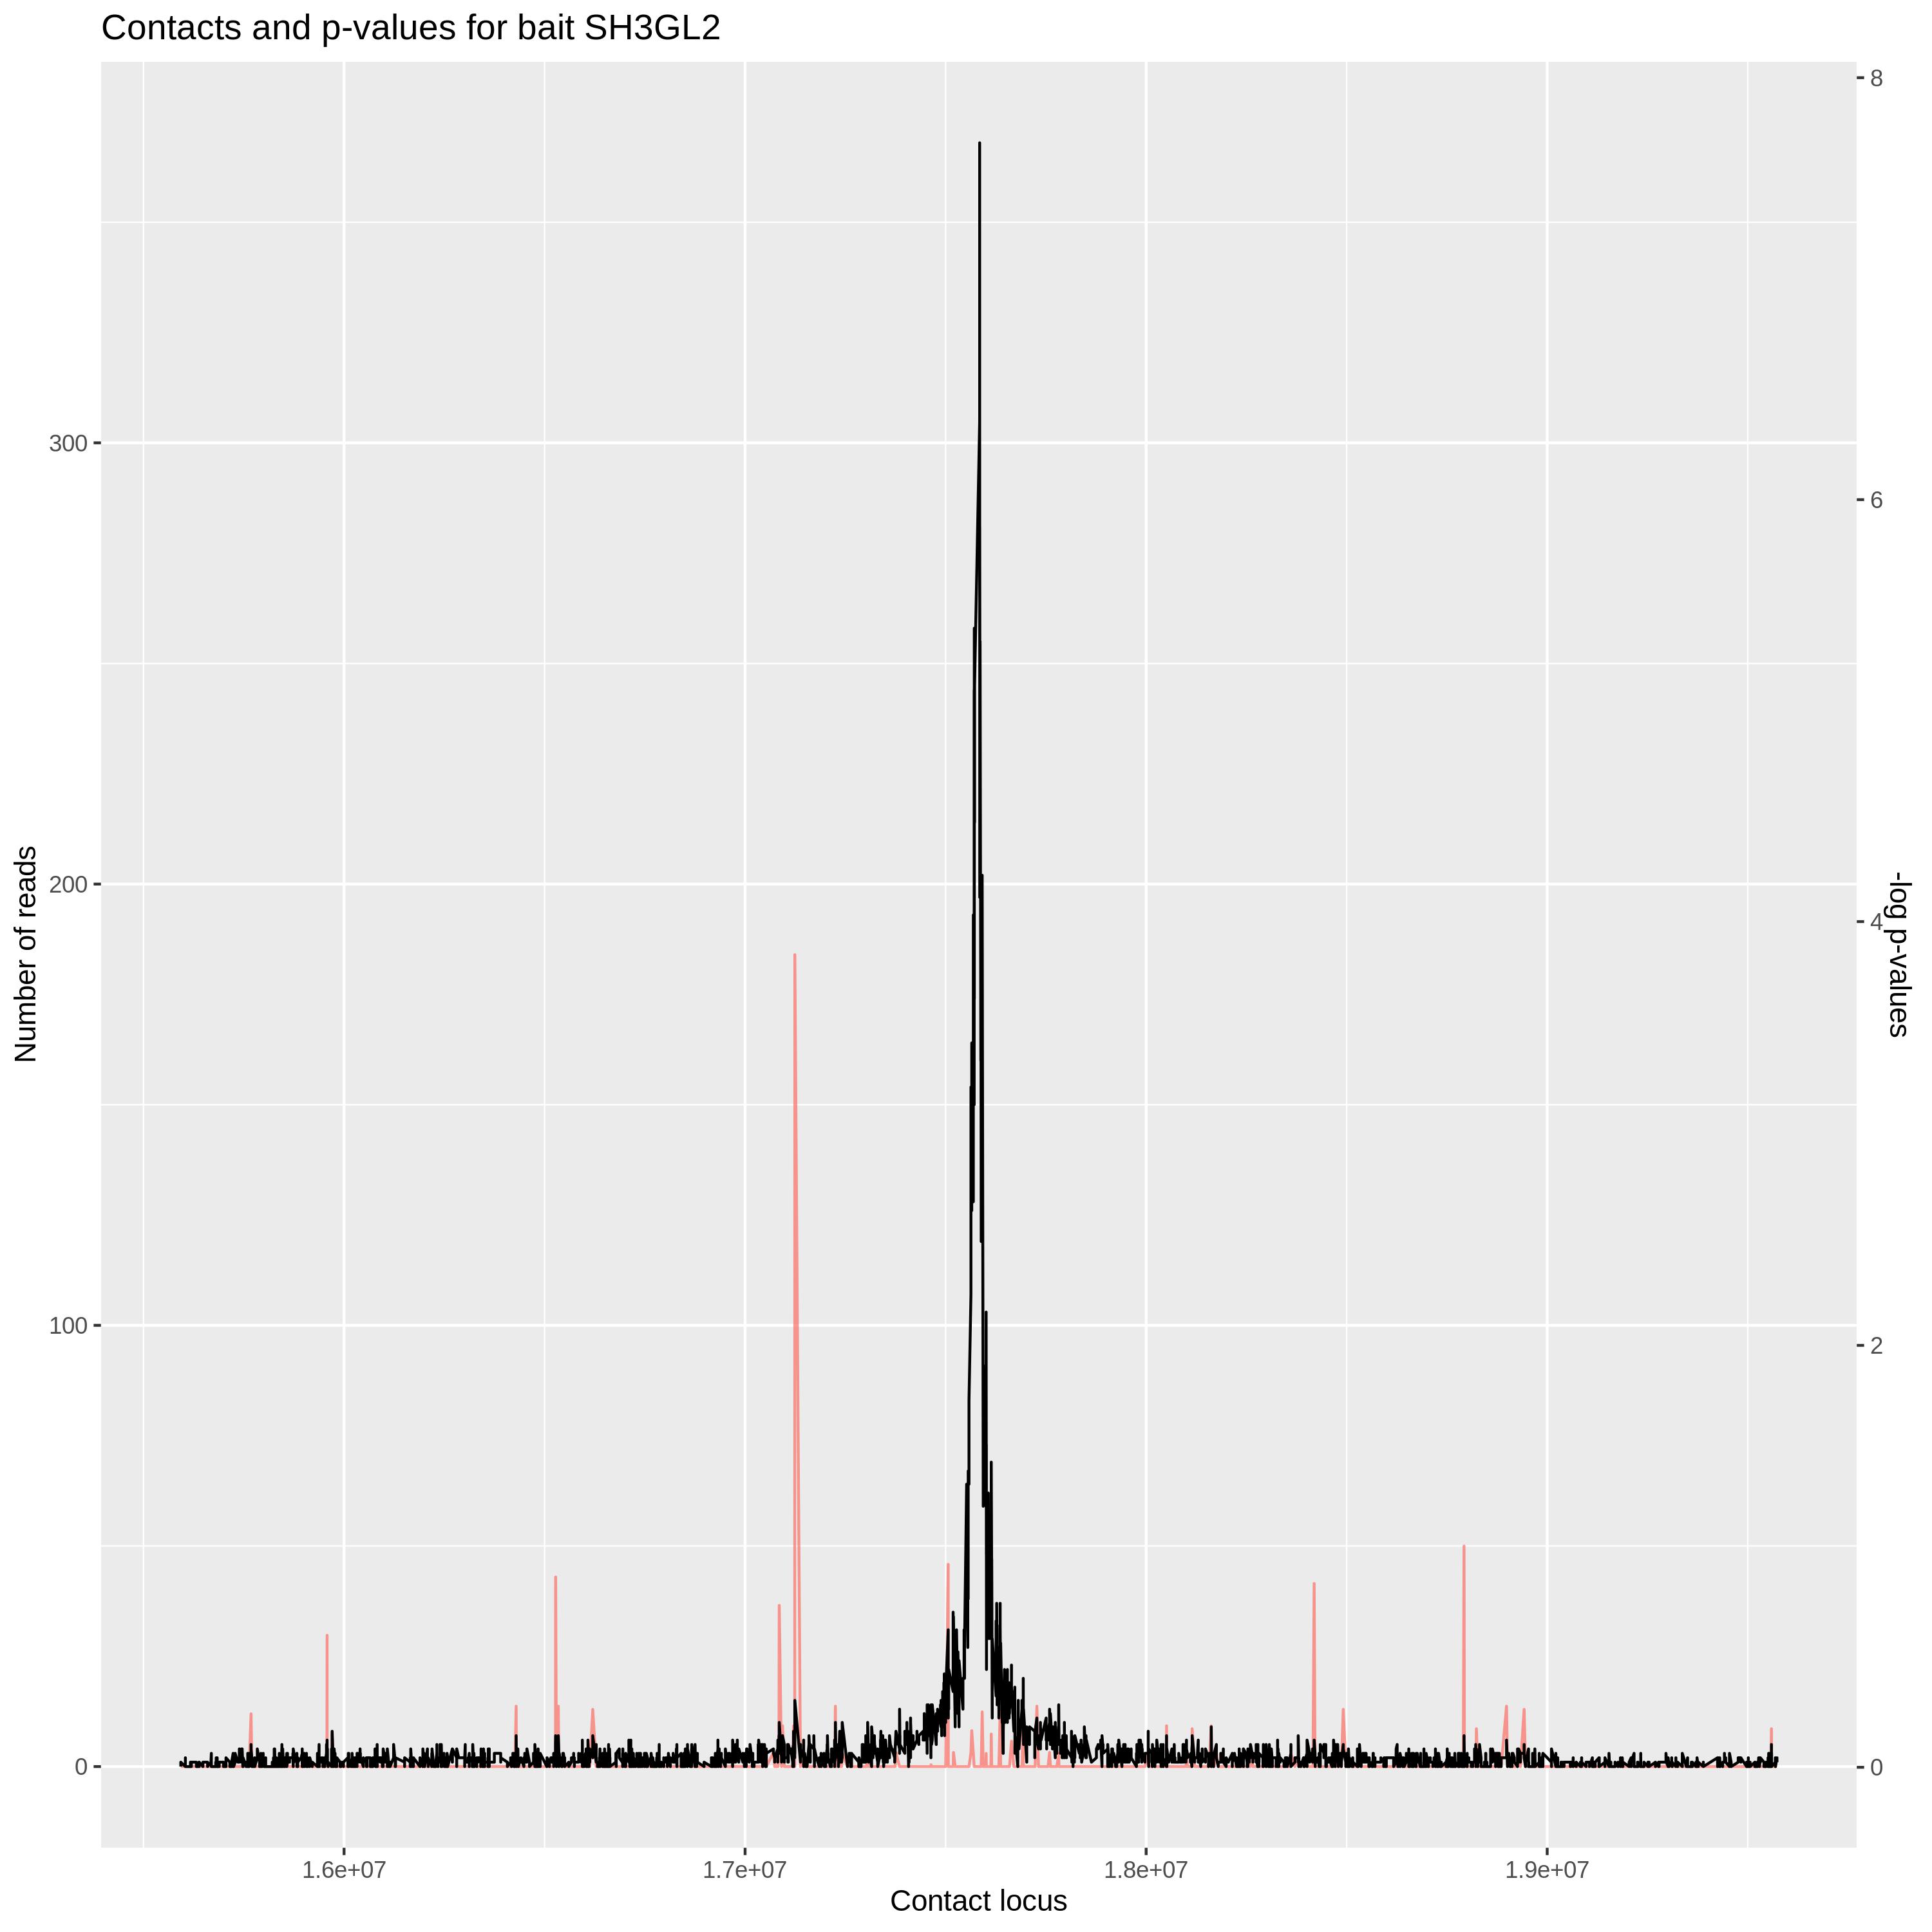 Contacts and p-values for bait SH3GL2
Number of reads
300
200
100
0
8
6
4
2
0
-log p-values
1.6e+07
1.7e+07
1.8e+07
1.9e+07
Contact locus